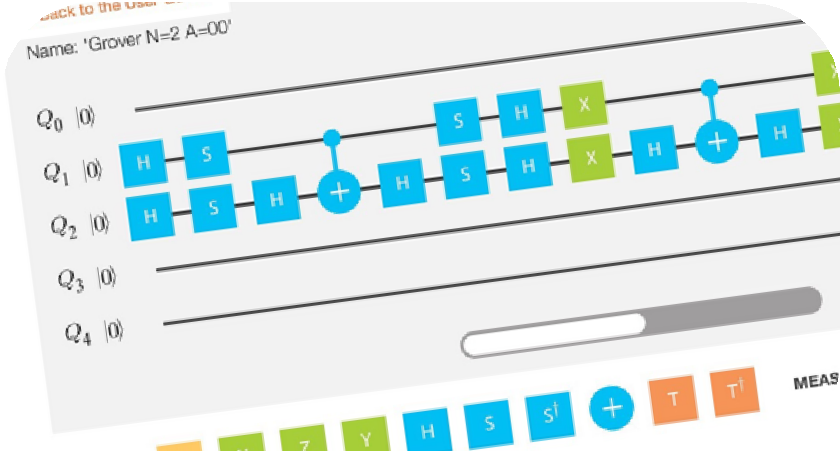 Back to the User
Name: 'Grover N=2 A=00'
Q0 |0⟩
S H X
Q1 |0⟩ H S
H S H X H + H
Q2 |0⟩ H S H +
Q3 |0⟩
Q4 |0⟩
Z Y H S S† + T T†
MEAS